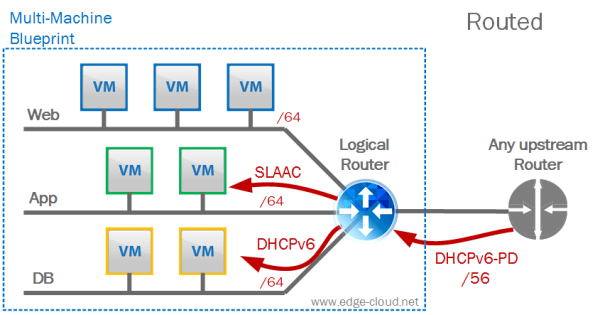 Multi-Machine
Blueprint
Routed
VM VM VM
Web
/64
Logical
Router
Any upstream
Router
VM VM
SLAAC
App
/64
VM VM
DHCPv6
DHCPv6-PD
/56
DB
/64
www.edge-cloud.net